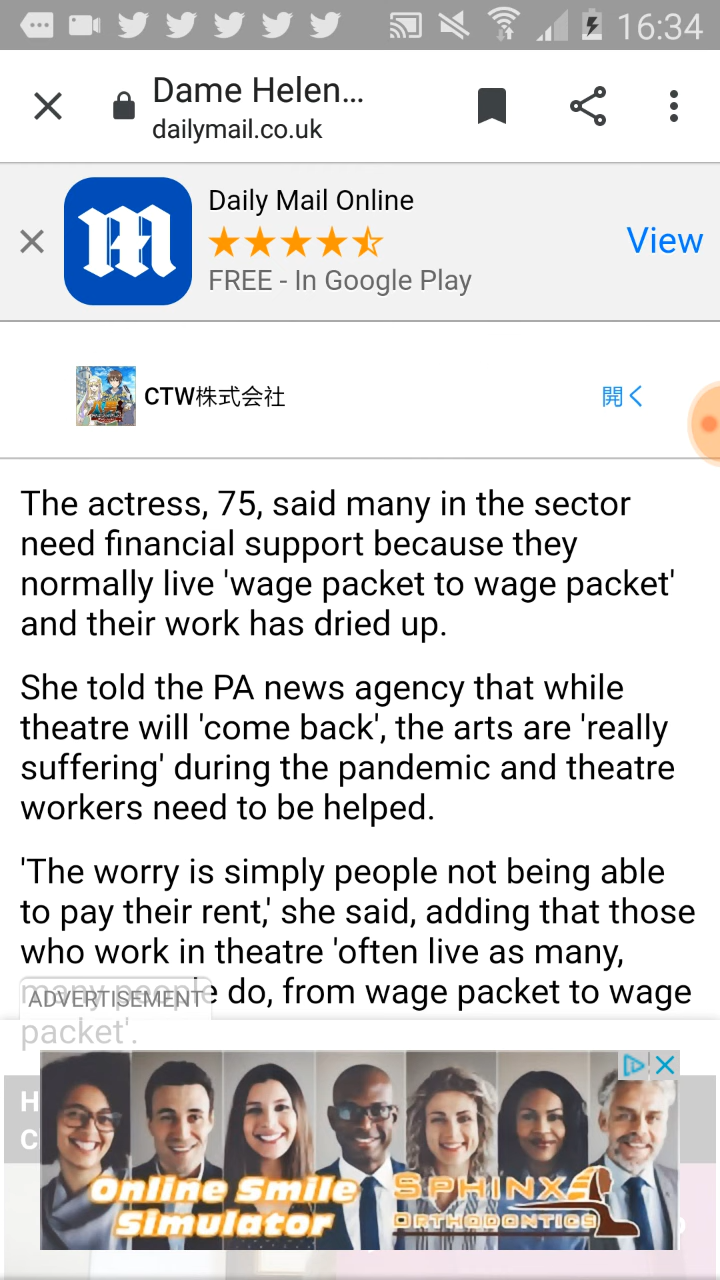 16:34
Dame Helen...
dailymail.co.uk
Daily Mail Online
FREE - In Google Play
View
CTW株式会社
開く
The actress, 75, said many in the sector
need financial support because they
normally live 'wage packet to wage packet'
and their work has dried up.
She told the PA news agency that while
theatre will 'come back', the arts are 'really
suffering' during the pandemic and theatre
workers need to be helped.
'The worry is simply people not being able
to pay their rent,' she said, adding that those
who work in theatre 'often live as many,
many people do, from wage packet to wage
ADVERTISEMENT
packet'.
H
C
Online Smile
Simulator
SPHINX
ORTHODONTICS